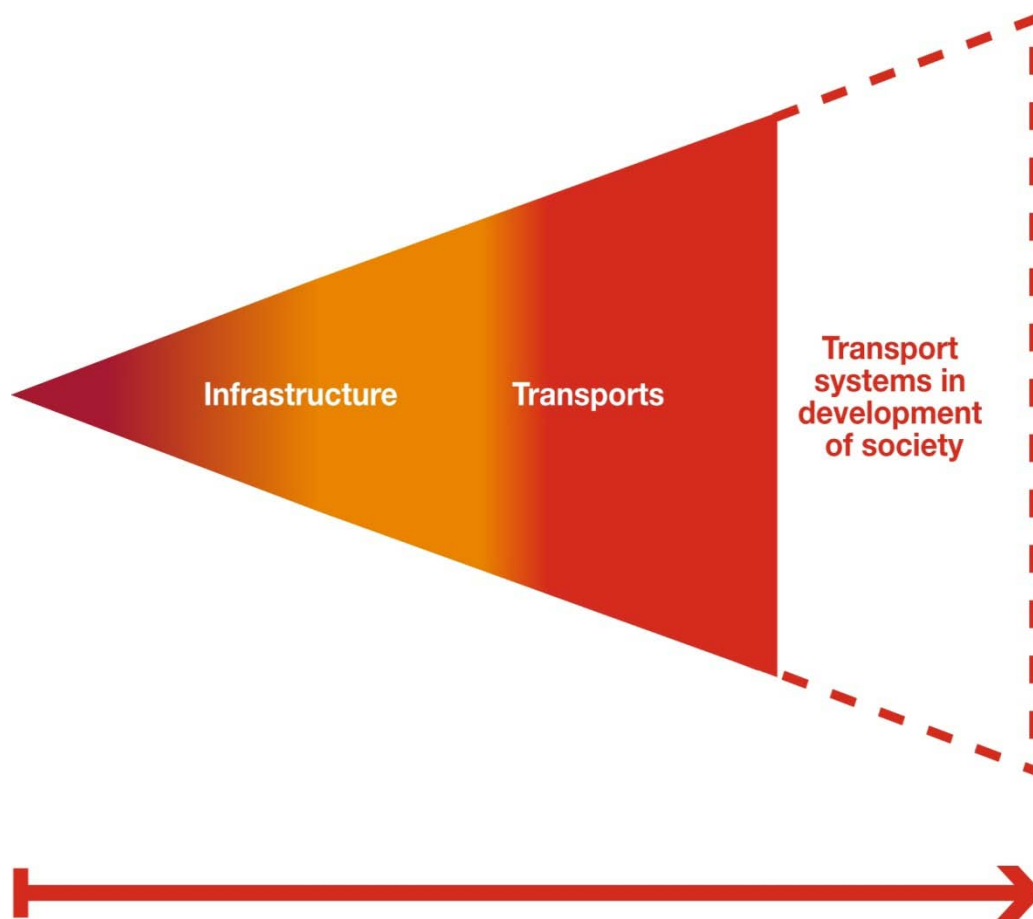 Infrastructure
Transports
Transport
systems in
development
of society